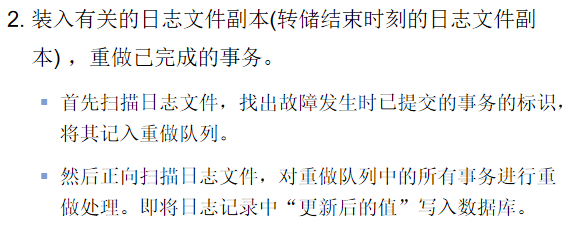 2. 装入有关的日志文件副本(转储结束时刻的日志文件副
本) ，重做已完成的事务。
▪ 首先扫描日志文件，找出故障发生时已提交的事务的标识，
将其记入重做队列。
▪ 然后正向扫描日志文件，对重做队列中的所有事务进行重
做处理。即将日志记录中“更新后的值”写入数据库。